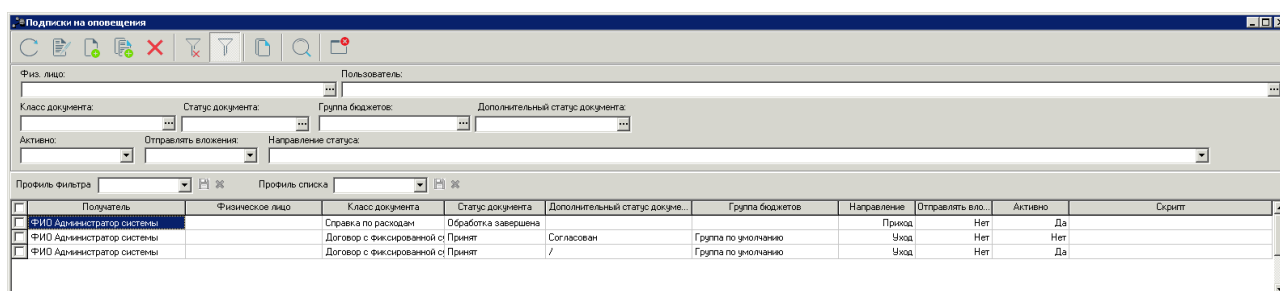 Подписки на оповещения
Физ. лицо: Пользователь:
Класс документа: Статус документа: Группа бюджетов: Дополнительный статус документа:
Активно: Отправлять вложения: Направление статуса:
Профиль фильтра Профиль списка
Получатель Физическое лицо Класс документа Статус документа Дополнительный статус докуме... Группа бюджетов Направление Отправлять вло... Активно Скрипт
ФИО Администратор системы Справка по расходам Обработка завершена Приход Нет Да
ФИО Администратор системы Договор с фиксированной су Принят Согласован Группа по умолчанию Уход Нет Нет
ФИО Администратор системы Договор с фиксированной су Принят / Группа по умолчанию Уход Нет Да